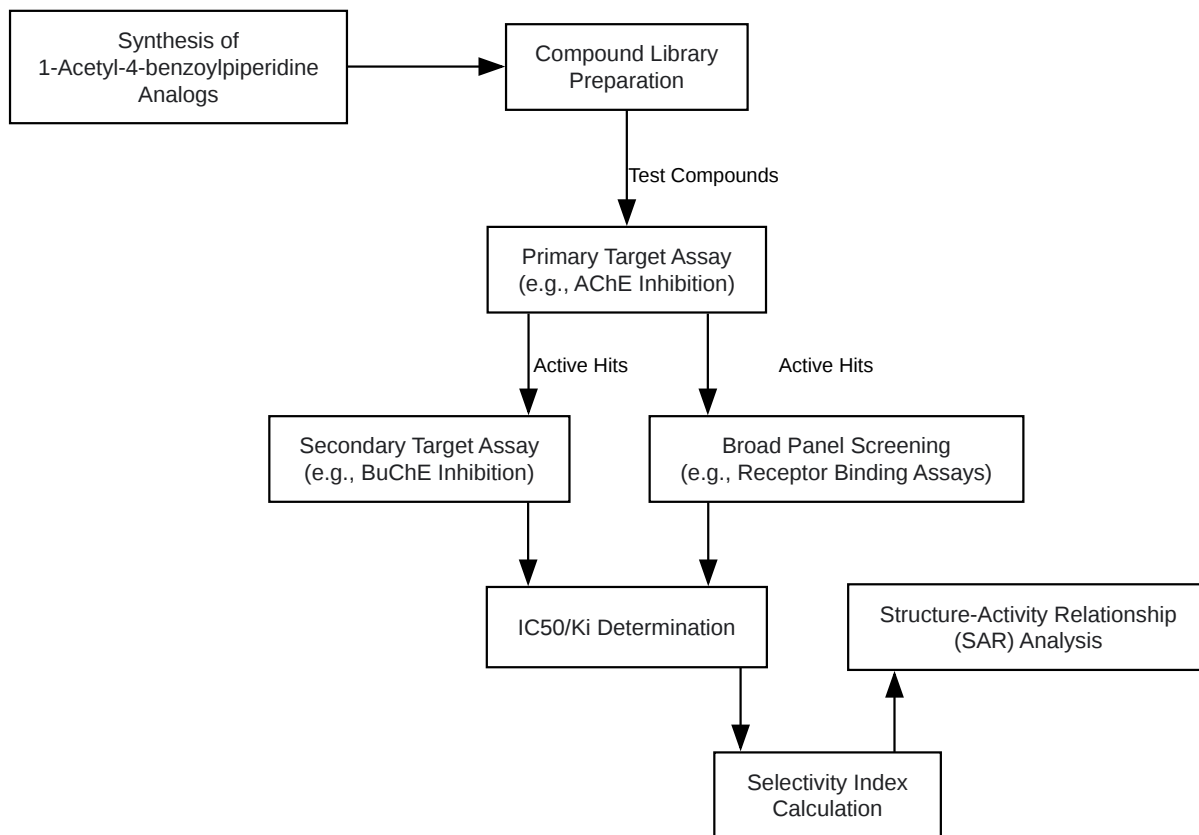 Synthesis of
1-Acetyl-4-benzoylpiperidine
Analogs
Compound Library
Preparation
Test Compounds
Primary Target Assay
(e.g., AChE Inhibition)
Active Hits
Active Hits
Secondary Target Assay
(e.g., BuChE Inhibition)
Broad Panel Screening
(e.g., Receptor Binding Assays)
IC50/Ki Determination
Structure-Activity Relationship
(SAR) Analysis
Selectivity Index
Calculation